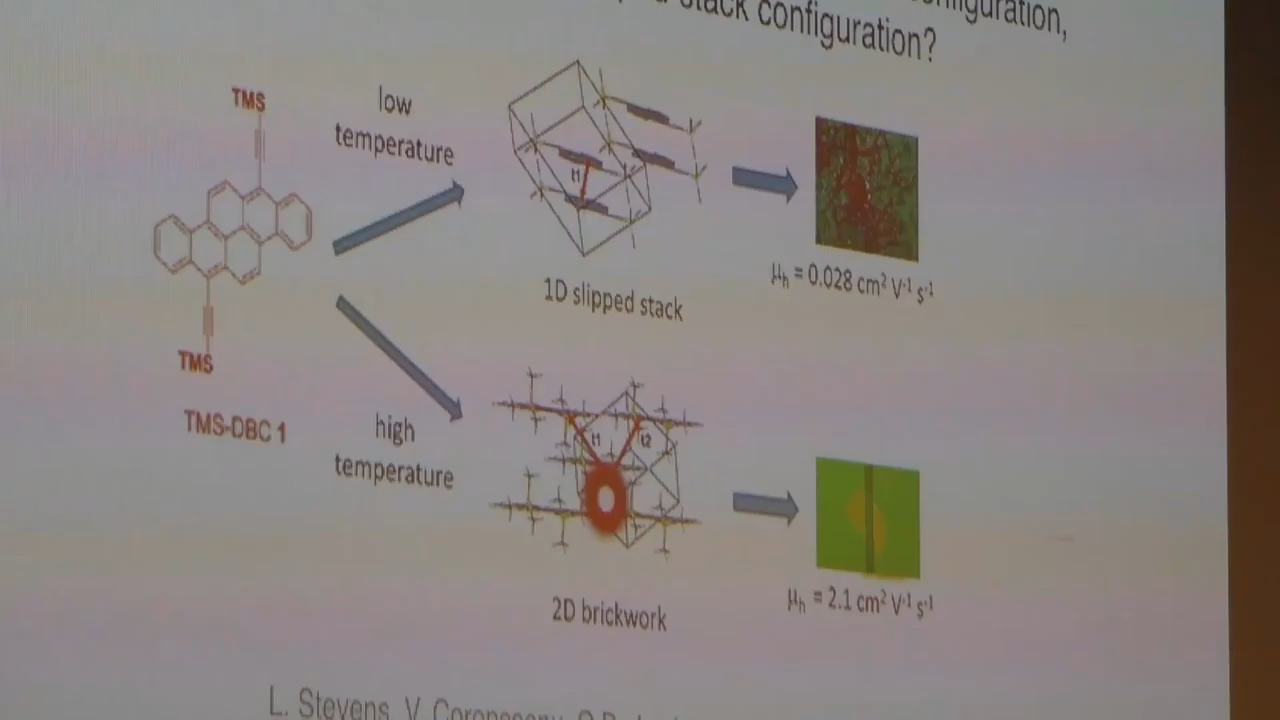 configuration,
stack configuration?
TMS
low
temperature
t1
1D slipped stack
μh = 0.028 cm² V⁻¹ s⁻¹
TMS
TMS-DBC 1
high
temperature
t1 t2
2D brickwork
μh = 2.1 cm² V⁻¹ s⁻¹
L. Stevens, V. Coropceanu,